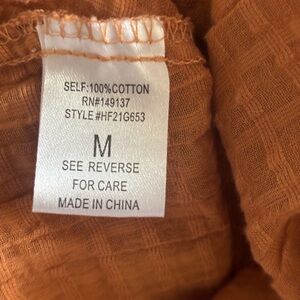 SELF:100%COTTON
RN#149137
STYLE #HF21G653
M
SEE REVERSE
FOR CARE
MADE IN CHINA